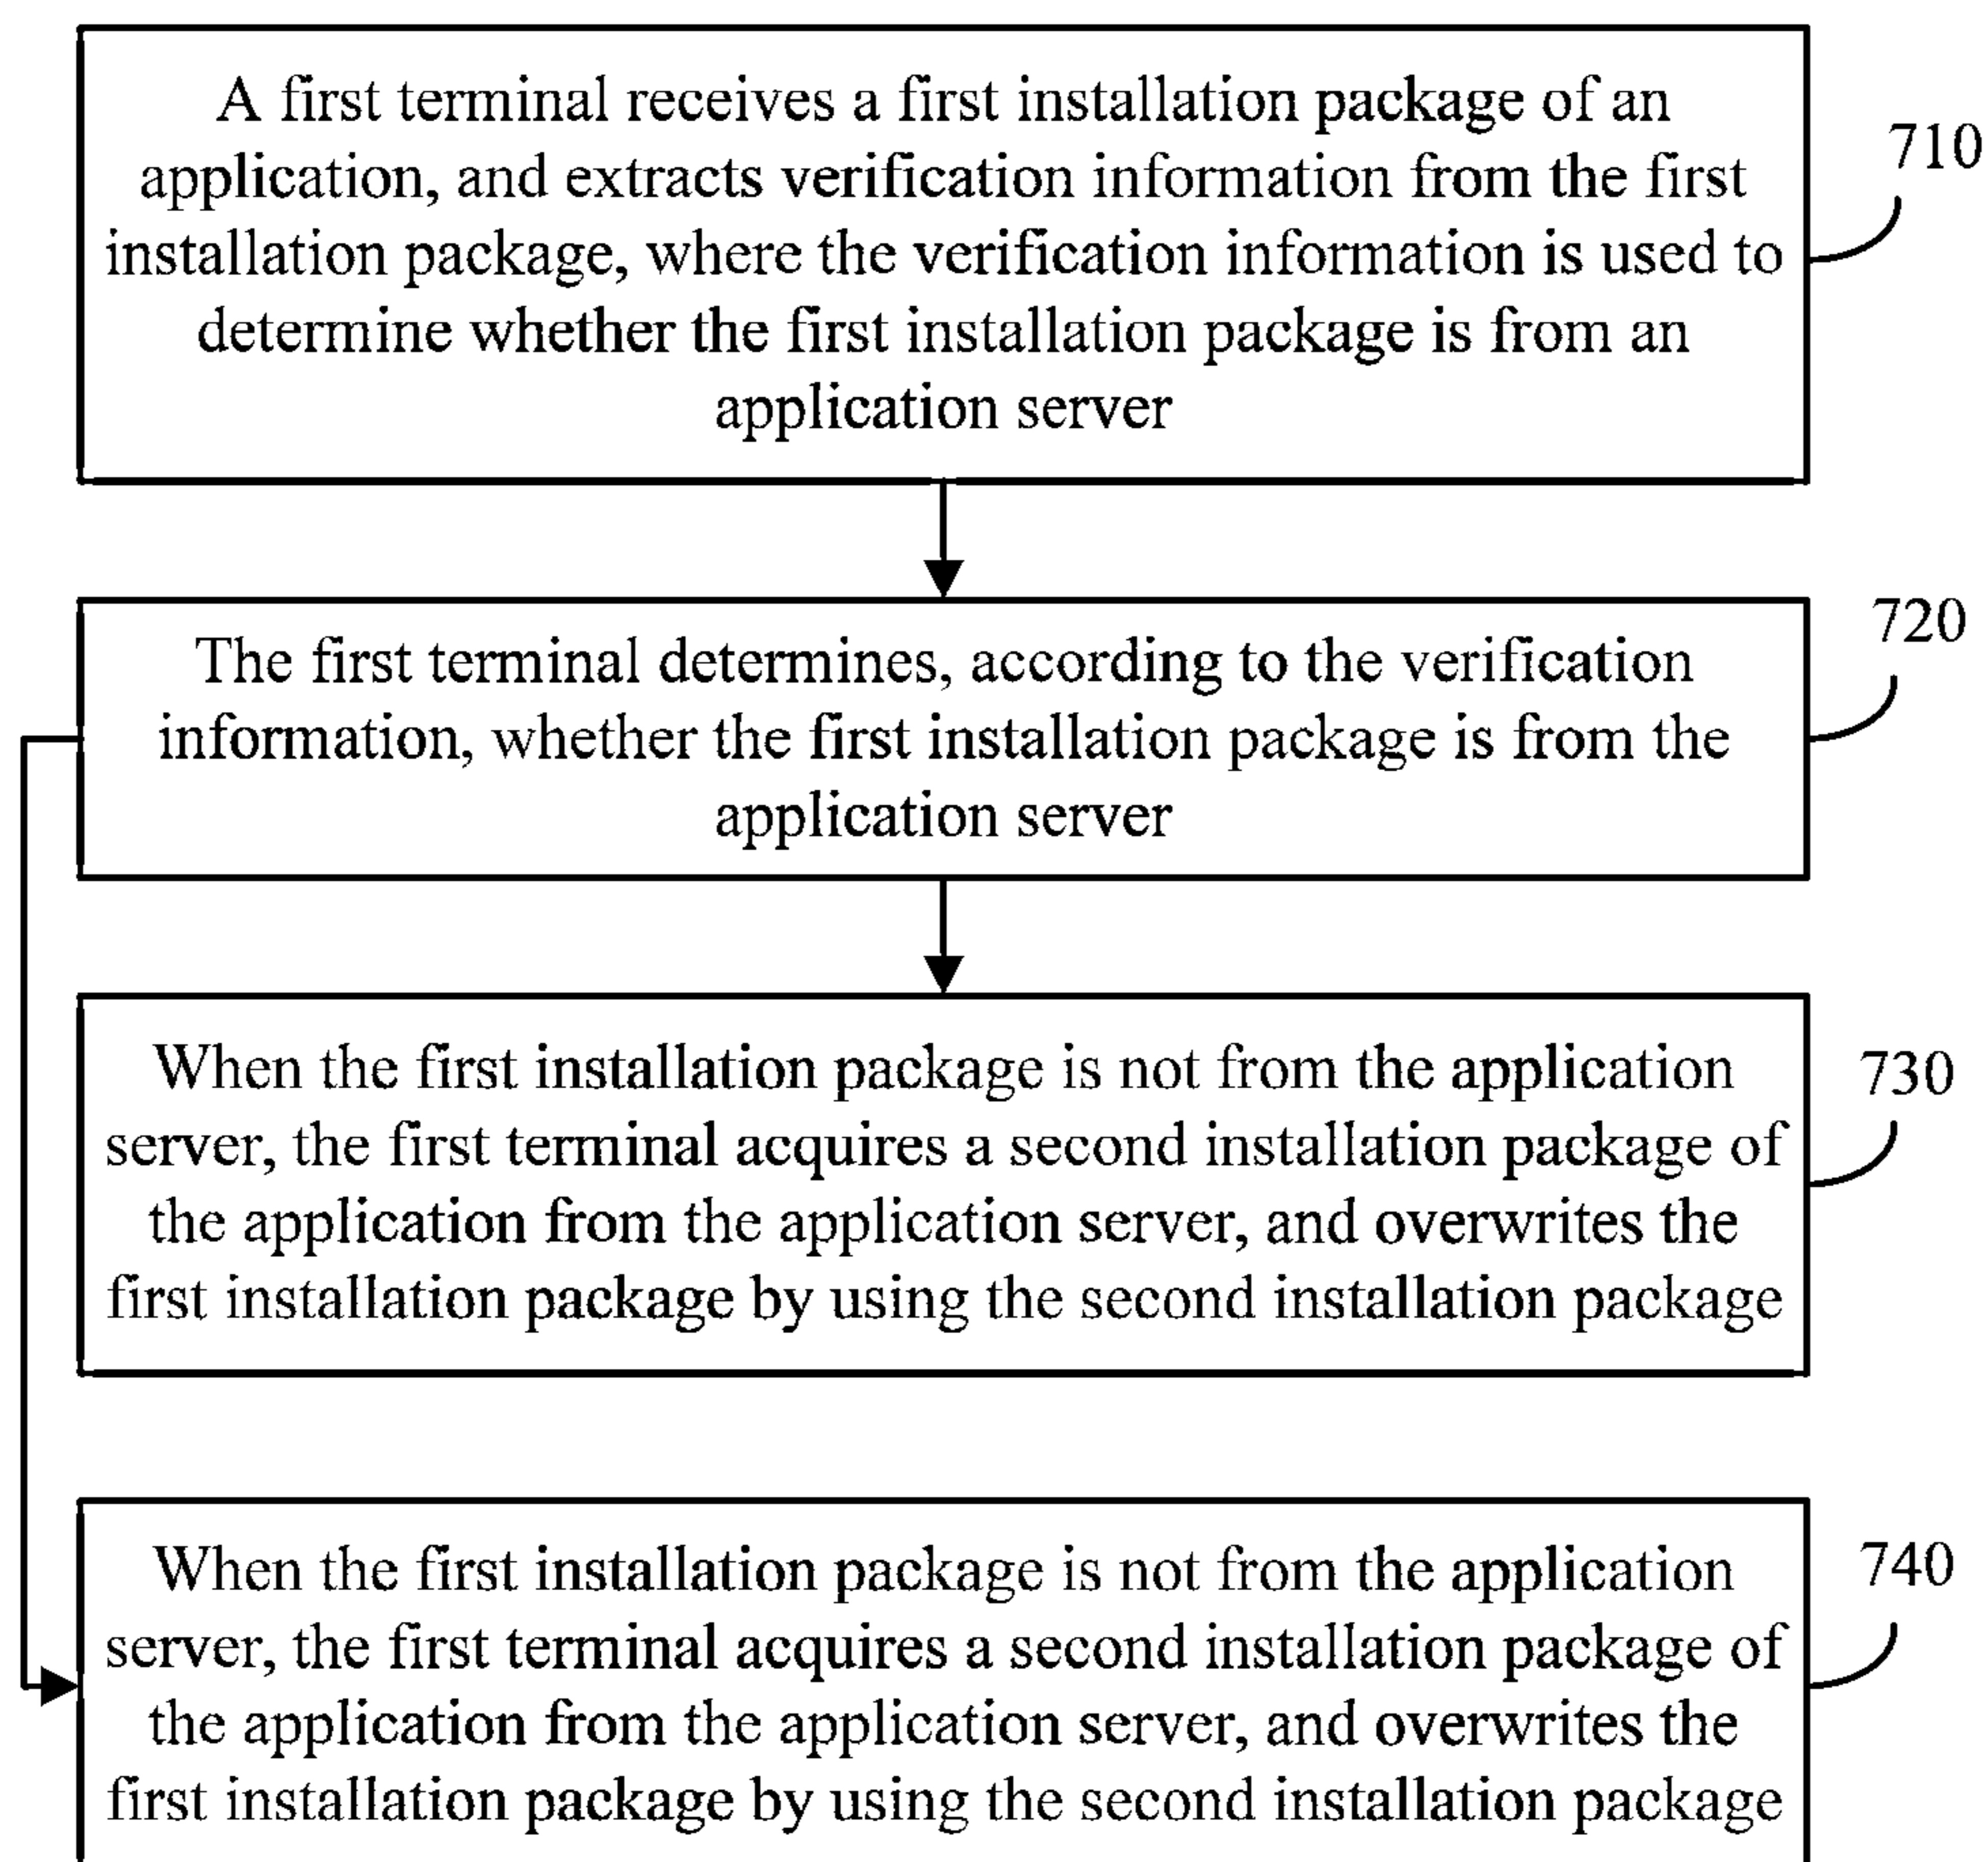 A first terminal receives a first installation package of an
application, and extracts verification information from the first
installation package, where the verification information is used to
determine whether the first installation package is from an
application server
710
The first terminal determines, according to the verification
information, whether the first installation package is from the
application server
720
When the first installation package is not from the application
server, the first terminal acquires a second installation package of
the application from the application server, and overwrites the
first installation package by using the second installation package
730
When the first installation package is not from the application
server, the first terminal acquires a second installation package of
the application from the application server, and overwrites the
first installation package by using the second installation package
740